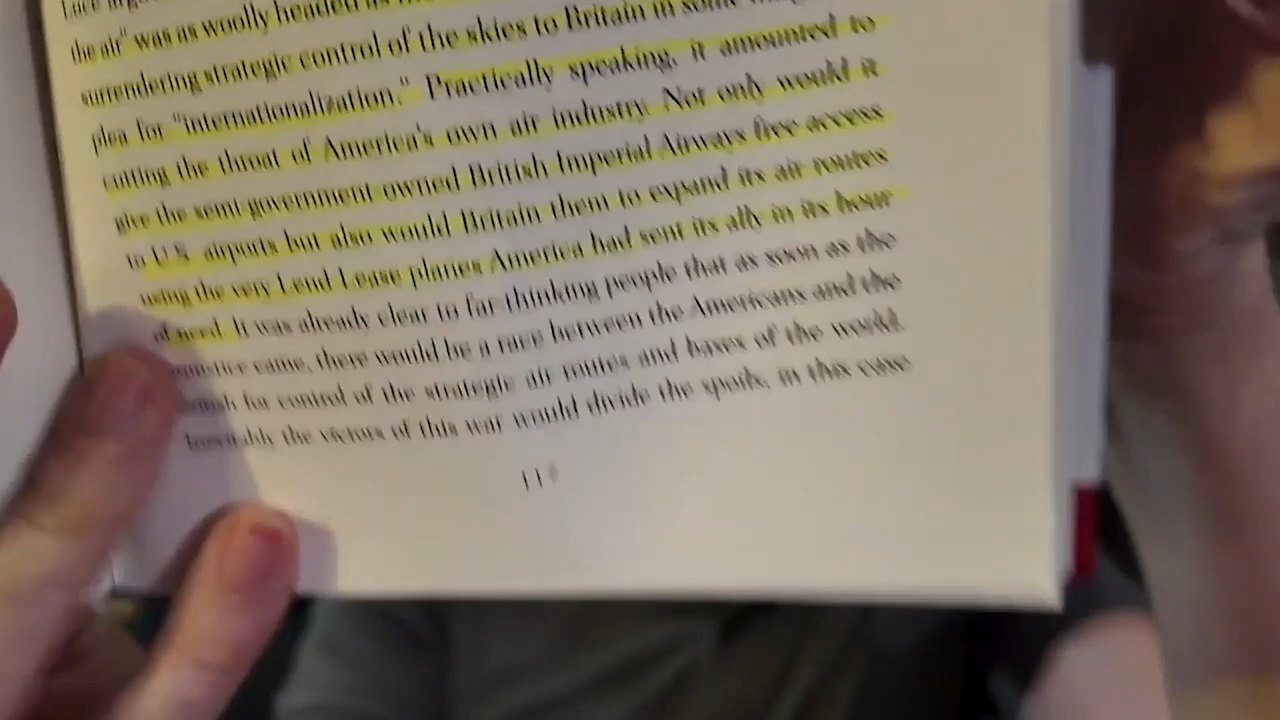 Luce argu
the air" was as woolly headed as
surrendering strategic control of the skies to Britain in some
plea for "internationalization." Practically speaking, it amounted to
cutting the throat of America's own air industry. Not only would it
give the semi-government-owned British Imperial Airways free access
to U.S. airports but also would Britain them to expand its air routes
using the very Lend Lease planes America had sent its ally in its hour
of need. It was already clear to far-thinking people that as soon as the
came, there would be a race between the Americans and the
for control of the strategic air routes and bases of the world.
Inevitably the victors of this war would divide the spoils, in this case